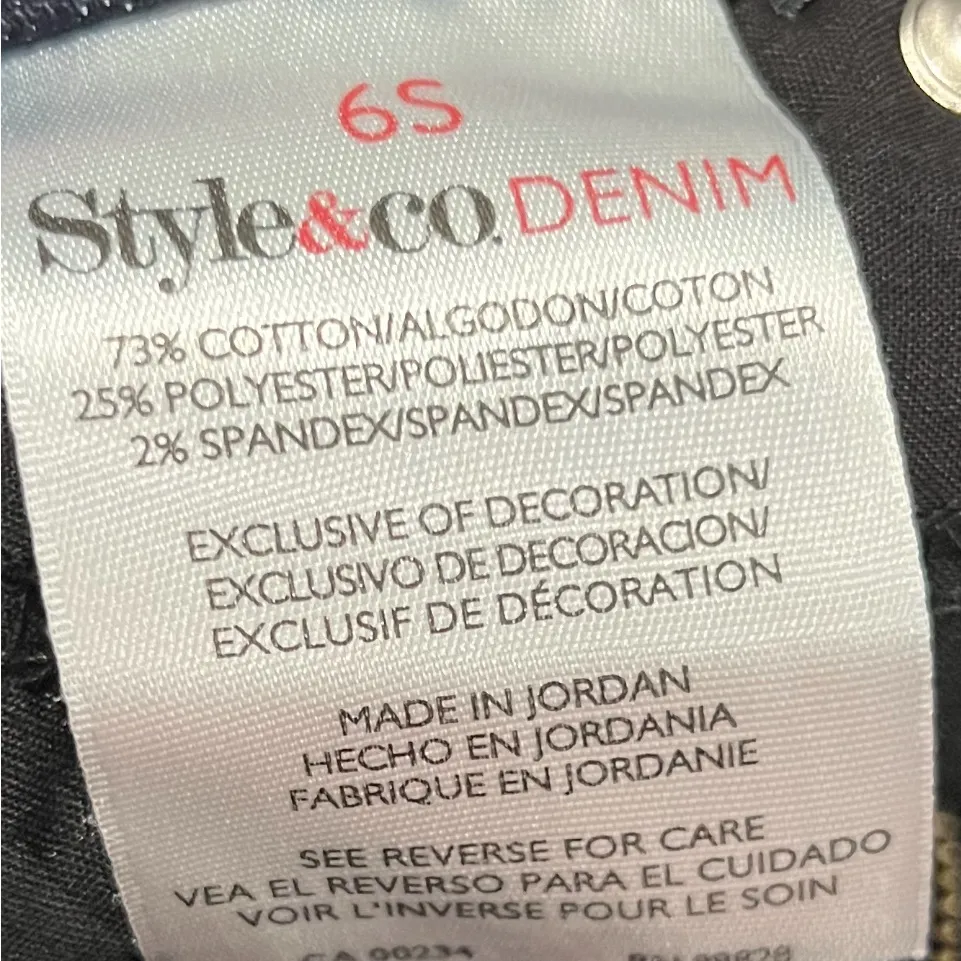 6S
Style&co. DENIM
73% COTTON/ALGODON/COTON
25% POLYESTER/POLIESTER/POLYESTER
2% SPANDEX/SPANDEX/SPANDEX
EXCLUSIVE OF DECORATION/
EXCLUSIVO DE DECORACION/
EXCLUSIF DE DÉCORATION
MADE IN JORDAN
HECHO EN JORDANIA
FABRIQUE EN JORDANIE
SEE REVERSE FOR CARE
VEA EL REVERSO PARA EL CUIDADO
VOIR L'INVERSE POUR LE SOIN